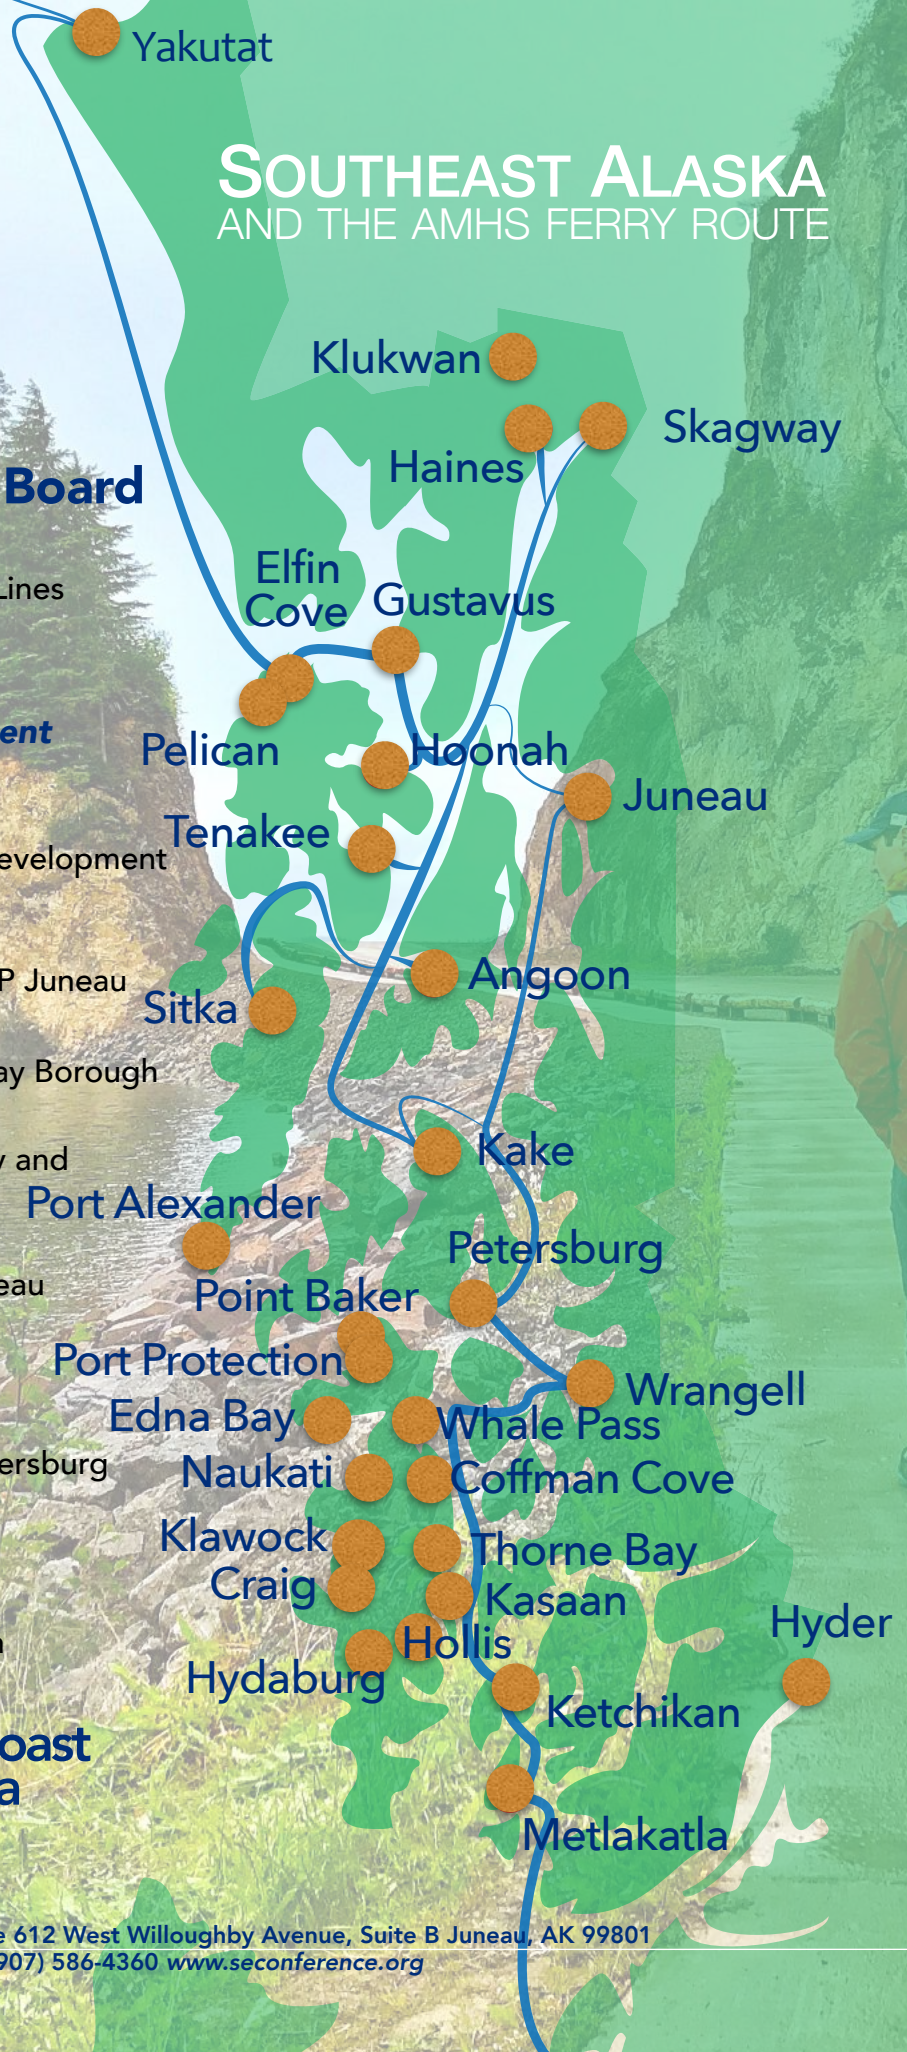 Yakutat
SOUTHEAST ALASKA
AND THE AMHS FERRY ROUTE
Klukwan
Skagway
Haines
Board
Elfin
Cove
Gustavus
Lines
ent
Pelican
Hoonah
Juneau
Tenakee
evelopment
Angoon
P Juneau
Sitka
ay Borough
Kake
y and
Port Alexander
Petersburg
eau
Point Baker
Port Protection
Wrangell
Edna Bay
Whale Pass
ersburg
Naukati
Coffman Cove
Klawock
Thorne Bay
Craig
Kasaan
Hyder
Hollis
Hydaburg
Ketchikan
oast
a
Metlakatla
e 612 West Willoughby Avenue, Suite B Juneau, AK 99801
907) 586-4360 www.seconference.org